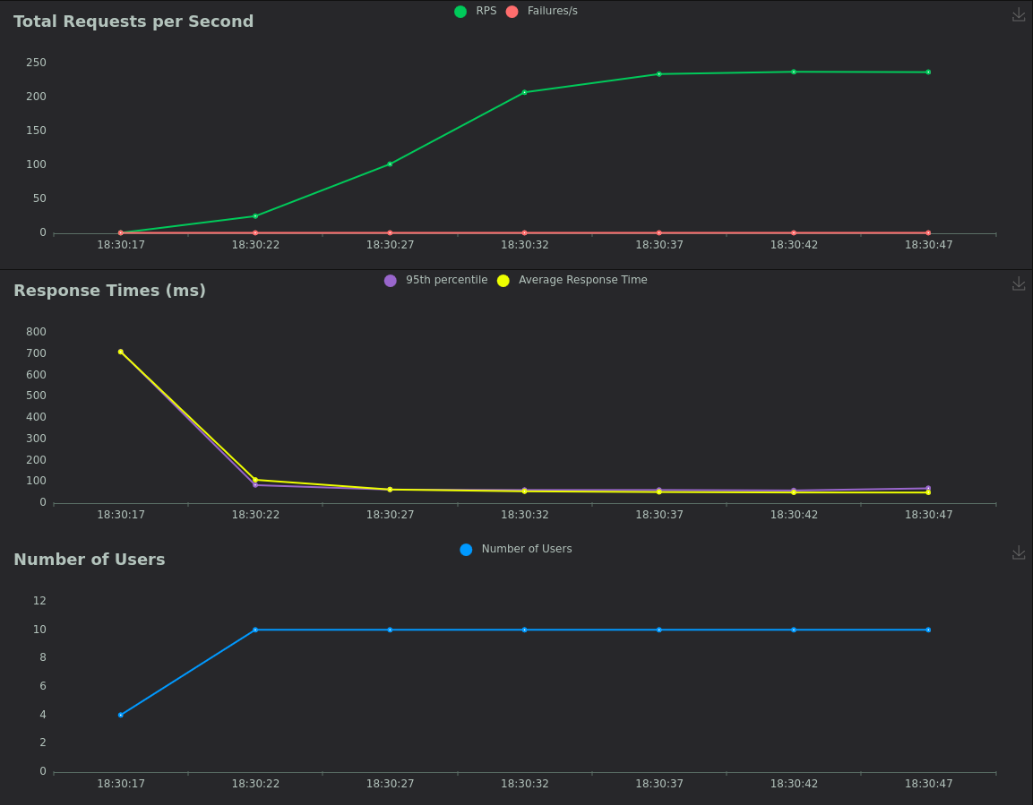 Total Requests per Second
RPS Failures/s
250
200
150
100
50
0
18:30:17 18:30:22 18:30:27 18:30:32 18:30:37 18:30:42 18:30:47
Response Times (ms)
95th percentile Average Response Time
800
700
600
500
400
300
200
100
0
18:30:17 18:30:22 18:30:27 18:30:32 18:30:37 18:30:42 18:30:47
Number of Users
Number of Users
12
10
8
6
4
2
0
18:30:17 18:30:22 18:30:27 18:30:32 18:30:37 18:30:42 18:30:47